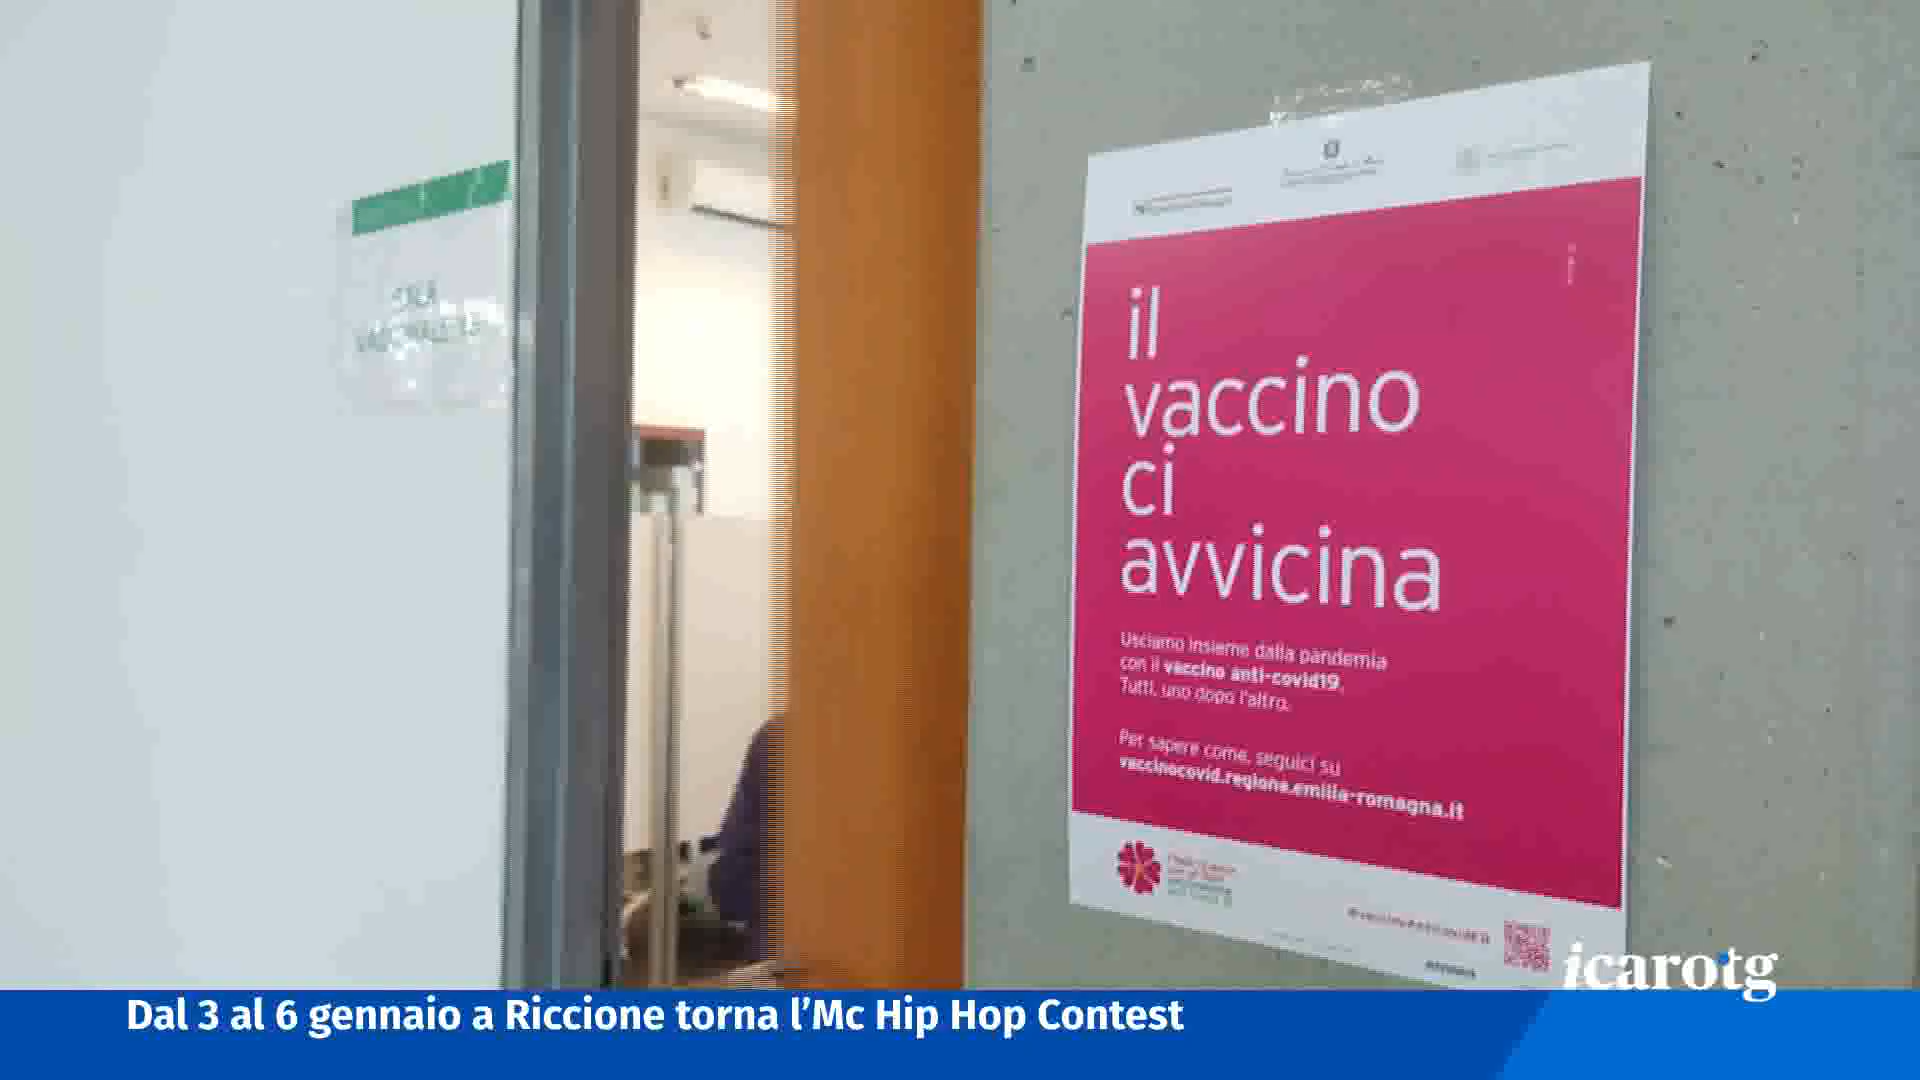 il
vaccino
ci
avvicina
Usciamo insieme dalla pandemia
con il vaccino anti-covid19.
Tutti, uno dopo l'altro.
Per sapere come, seguici su
vaccinocovid.regione.emilia-romagna.it
icarotg
Dal 3 al 6 gennaio a Riccione torna l’Mc Hip Hop Contest